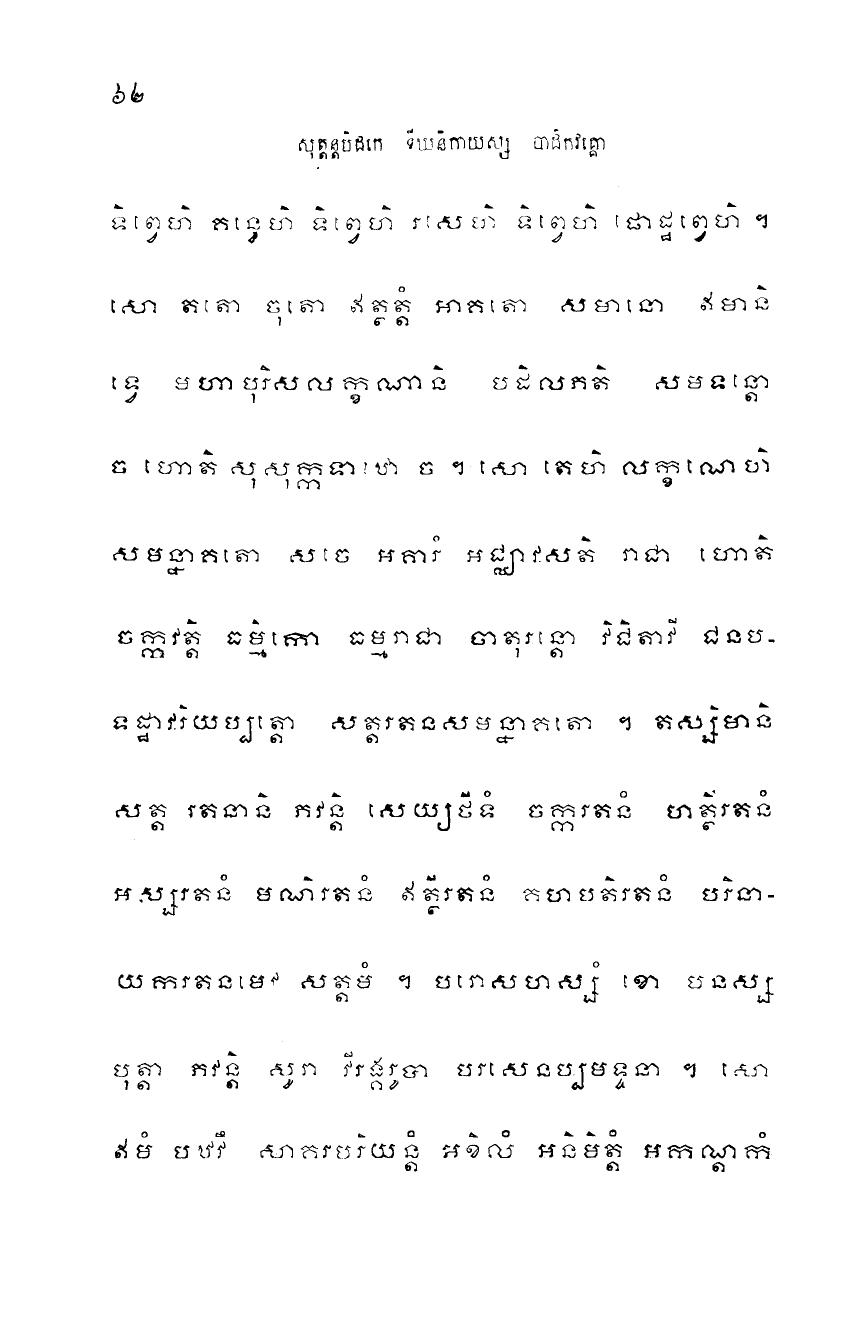 ៦២
សុត្តន្តបិដកេ ទីឃនិកាយស្ស បាដិកវគ្គោ
ទិព្វេហិ គន្ធេហិ ទិព្វេហិ រសេហិ ទិព្វេហិ ផោដ្ឋព្វេហិ ។
សោ តតោ ចុតោ ឥត្ថត្តំ អាគតោ សមានោ ឥមានិ
ទ្វេ មហាបុរិសលក្ខណានិ បដិលភតិ សមទន្តោ
ច ហោតិ សុសុក្កទាឋោ ច ។ សោ តេហិ លក្ខណេហិ
សមន្នាគតោ សចេ អគារំ អជ្ឈាវសតិ រាជា ហោតិ
ចក្កវត្តិ ធម្មិកោ ធម្មរាជា ចាតុរន្តោ វិជិតាវី ជនប-
ទដ្ឋាវរិយប្បត្តោ សត្តរតនសមន្នាគតោ ។ តស្សិមានិ
សត្ត រតនានិ ភវន្តិ សេយ្យថីទំ ចក្ករតនំ ហត្ថិរតនំ
អស្សរតនំ មណិរតនំ ឥត្ថីរតនំ គហបតិរតនំ បរិនា-
យករតនមេវ សត្តមំ ។ បរោសហស្សំ ខោ បនស្ស
បុត្តា ភវន្តិ សូរា វីរង្គរូបា បរសេនប្បមទ្ទនា ។ សោ
ឥមំ បឋវឹ សាគរបរិយន្តំ អខិលំ អនិមិត្តំ អកណ្តកំ